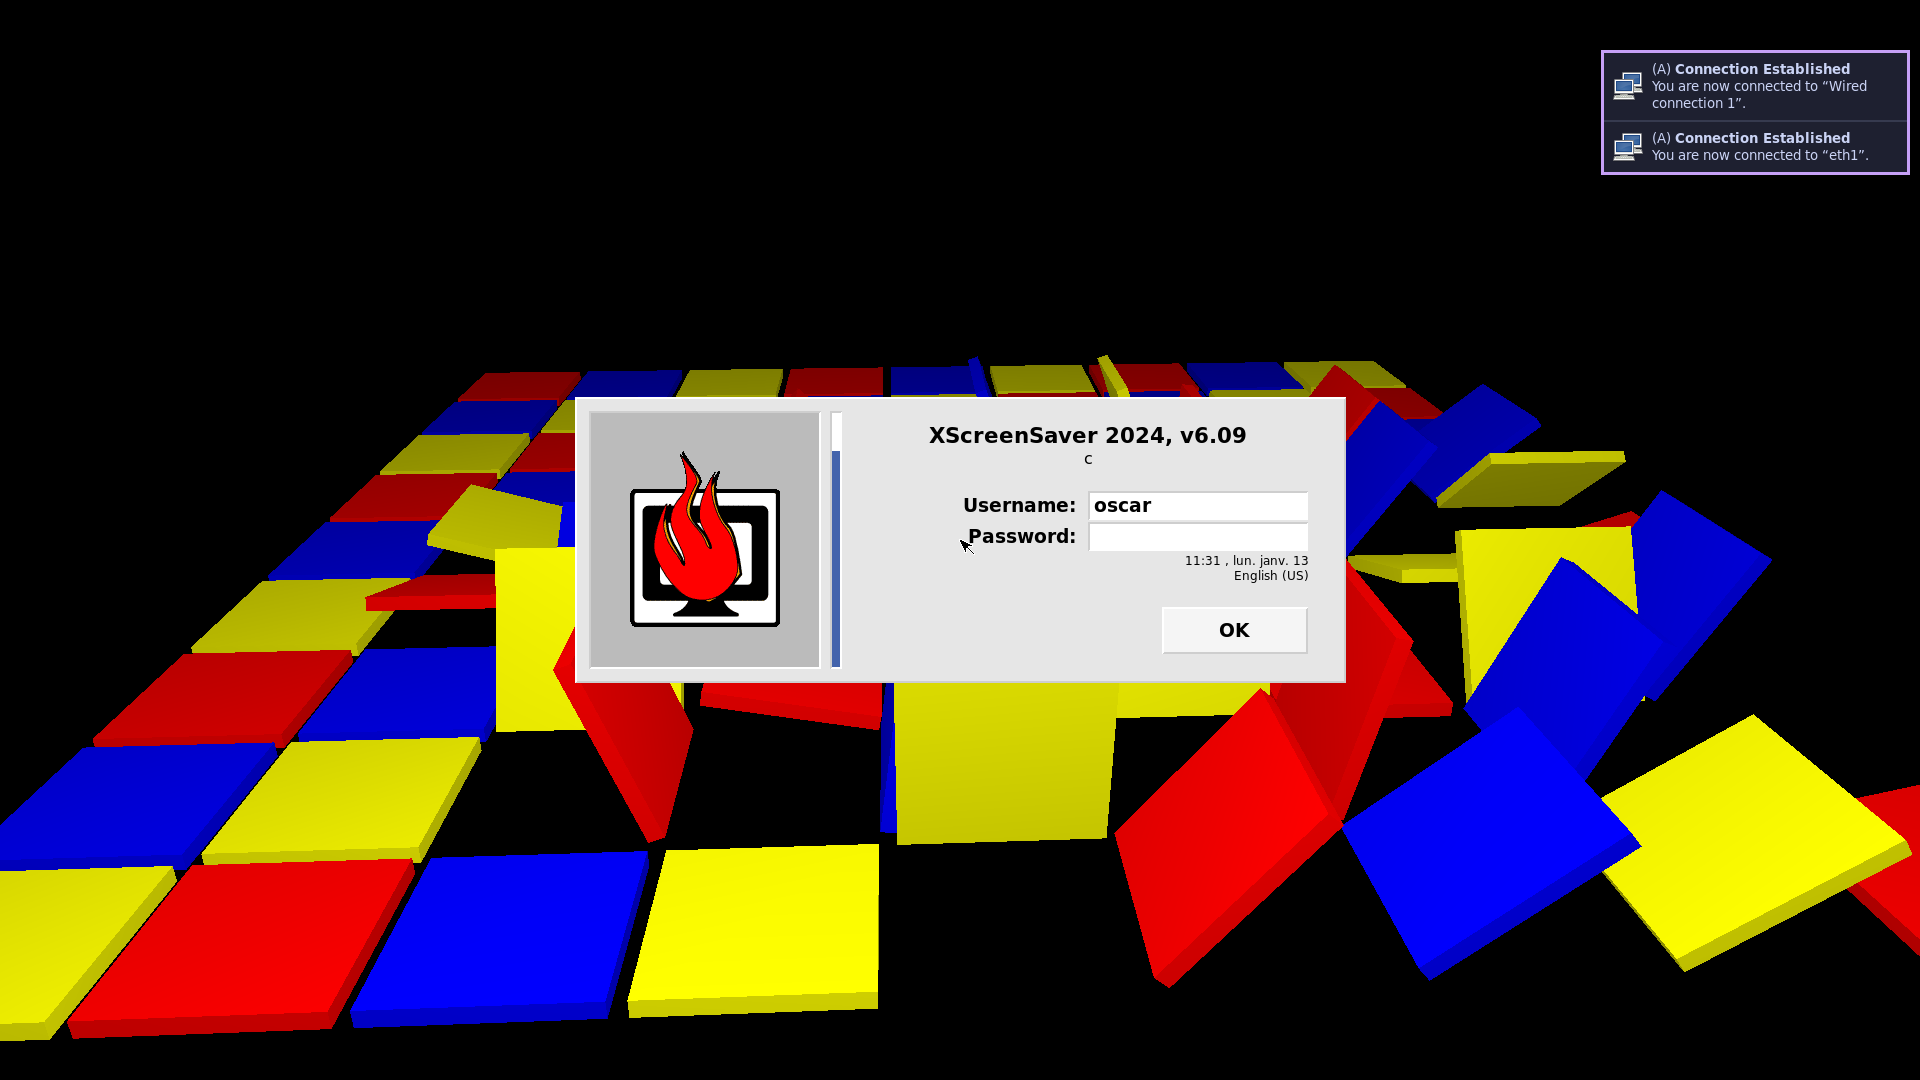 (A) Connection Established
You are now connected to “Wired
connection 1”.
(A) Connection Established
You are now connected to “eth1”.
XScreenSaver 2024, v6.09
c
Username: oscar
Password:
11:31 , lun. janv. 13
English (US)
OK